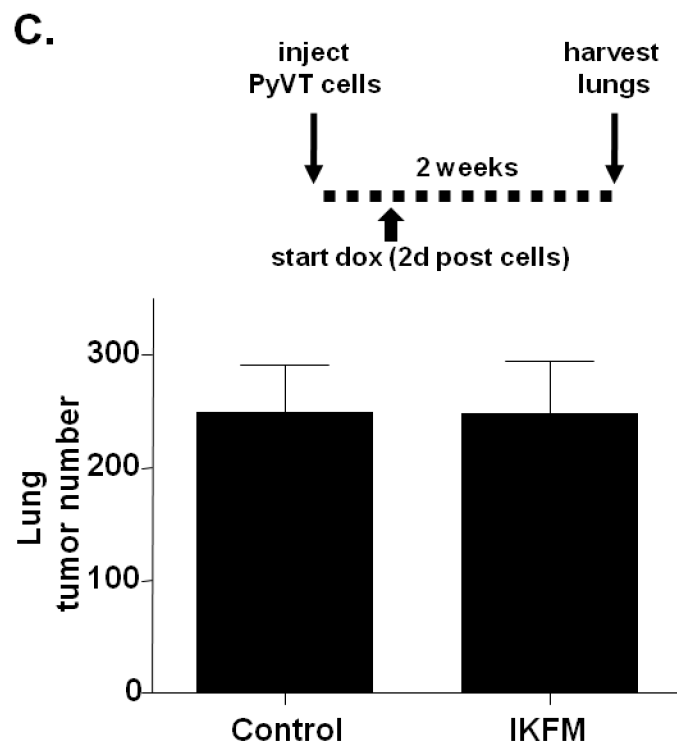 C.
inject
PyVT cells
harvest
lungs
2 weeks
start dox (2d post cells)
Lung
tumor number
300
200
100
0
Control
IKFM